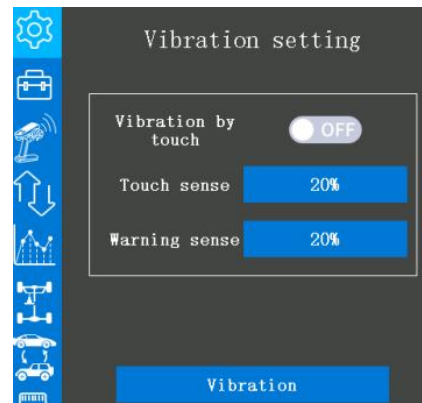 Vibration setting
Vibration by
touch
OFF
Touch sense
20%
Warning sense
20%
Vibration